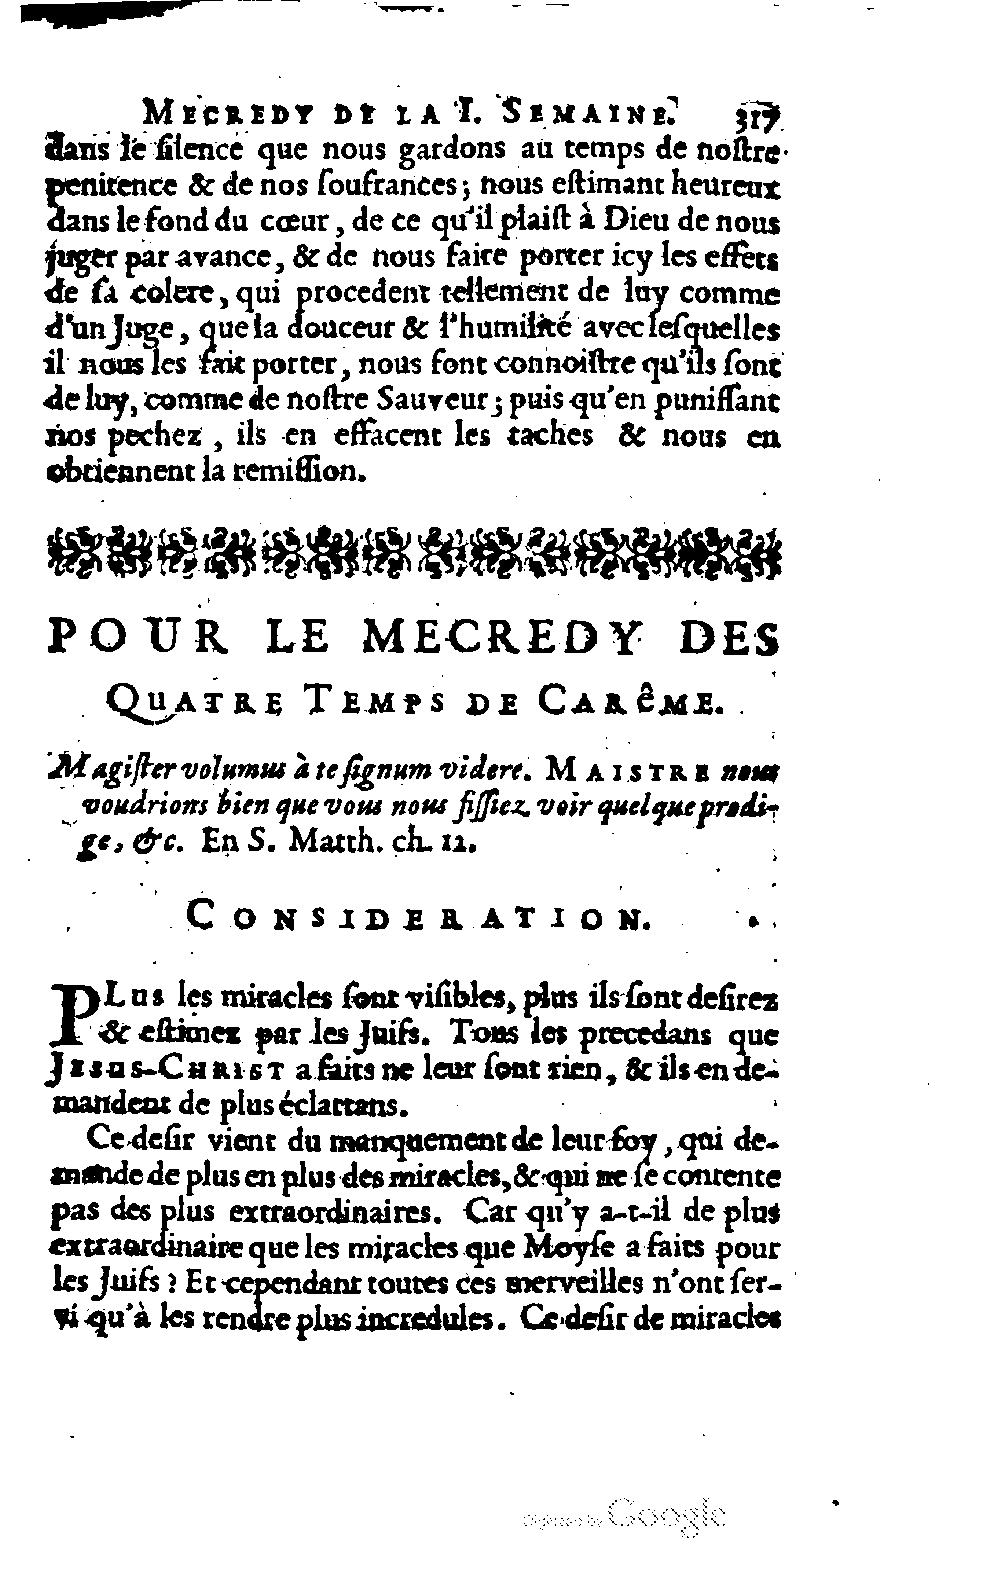 MECREDY DE LA I. SEMAINE. 317
dans le ſilence que nous gardons au temps de noſtre
penitence & de nos ſoufrances; nous eſtimant heureux
dans le fond du cœur, de ce qu'il plaiſt à Dieu de nous
juger par avance, & de nous faire porter icy les effets
de ſa colere, qui procedent tellement de luy comme
d'un Juge, que la douceur & l'humilité avec leſquelles
il nous les fait porter, nous font connoiſtre qu'ils ſont
de luy, comme de noſtre Sauveur; puis qu'en puniſſant
nos pechez, ils en effacent les taches & nous en
obtiennent la remiſſion.
POUR LE MECREDY DES
QUATRE TEMPS DE CARêME.
Magiſter volumus à te ſignum videre. MAISTRE nous
voudrions bien que vous nous fiſſiez voir quelque prodi-
ge, &c. En S. Matth. ch. 12.
CONSIDERATION.
PLus les miracles ſont viſibles, plus ils ſont deſirez
& eſtimez par les Juifs. Tous les precedans que
JESUS-CHRIST a faits ne leur ſont rien, & ils en de-
mandent de plus éclattans.
Ce deſir vient du manquement de leur foy, qui de-
mande de plus en plus des miracles, & qui ne ſe contente
pas des plus extraordinaires. Car qu'y a-t-il de plus
extraordinaire que les miracles que Moyſe a faits pour
les Juifs? Et cependant toutes ces merveilles n'ont ſer-
vi qu'à les rendre plus incredules. Ce deſir de miracles
Digitized by Google